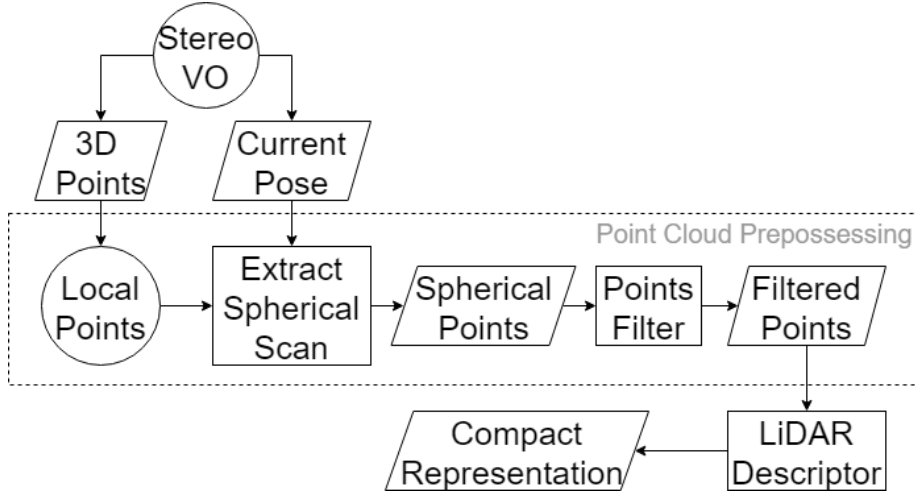 Stereo
VO
3D
Points
Current
Pose
Point Cloud Prepossessing
Local
Points
Extract
Spherical
Scan
Spherical
Points
Points
Filter
Filtered
Points
Compact
Representation
LiDAR
Descriptor